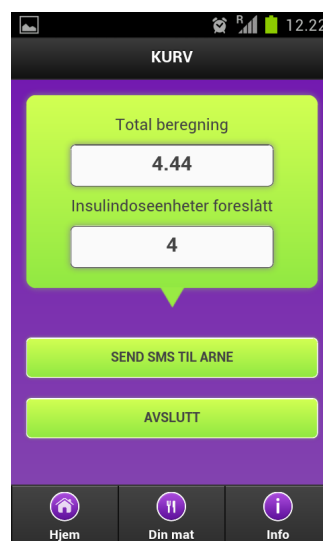 R 12.22
KURV
Total beregning
4.44
Insulindoseenheter foreslått
4
SEND SMS TIL ARNE
AVSLUTT
Hjem Din mat Info